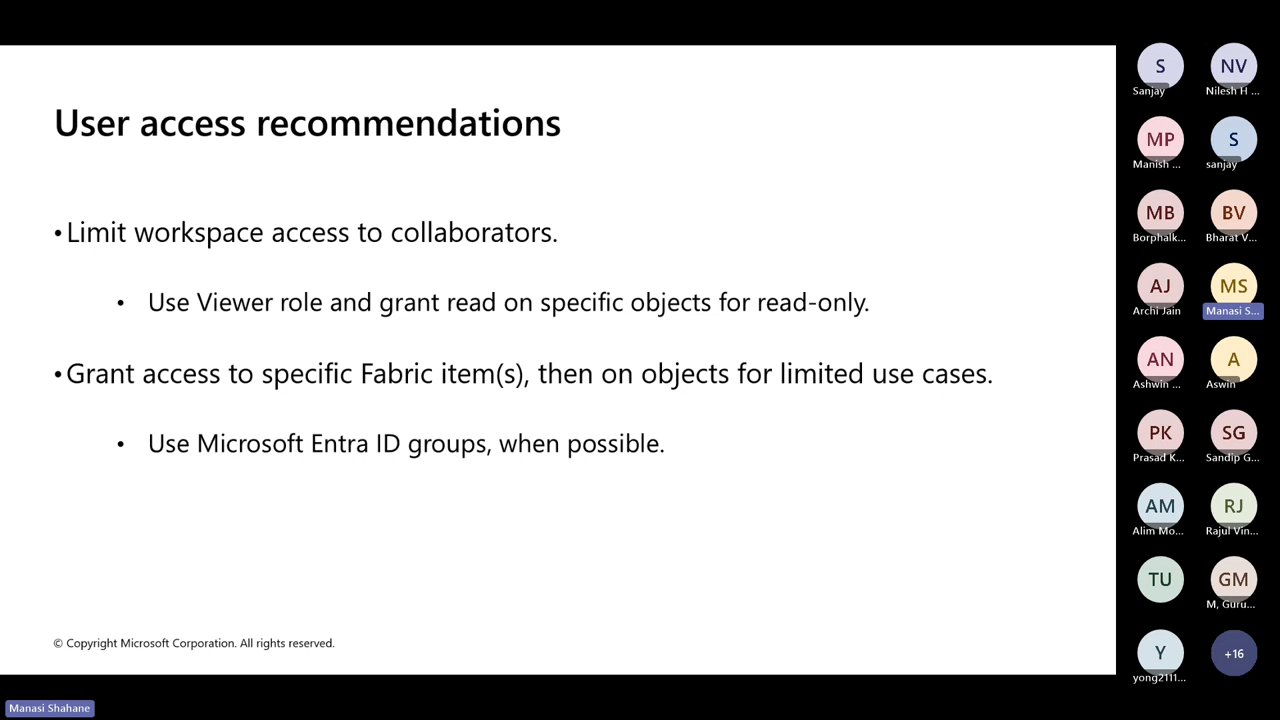 User access recommendations
• Limit workspace access to collaborators.
• Use Viewer role and grant read on specific objects for read-only.
• Grant access to specific Fabric item(s), then on objects for limited use cases.
• Use Microsoft Entra ID groups, when possible.
© Copyright Microsoft Corporation. All rights reserved.
S NV
Sanjay Nilesh H ...
MP S
Manish ... sanjay
MB BV
Borphalk... Bharat V...
AJ MS
Archi Jain Manasi S...
AN A
Ashwin ... Aswin
PK SG
Prasad K... Sandip G...
AM RJ
Alim Mo... Rajul Vin...
TU GM
M, Guru...
Y +16
yong2111...
Manasi Shahane